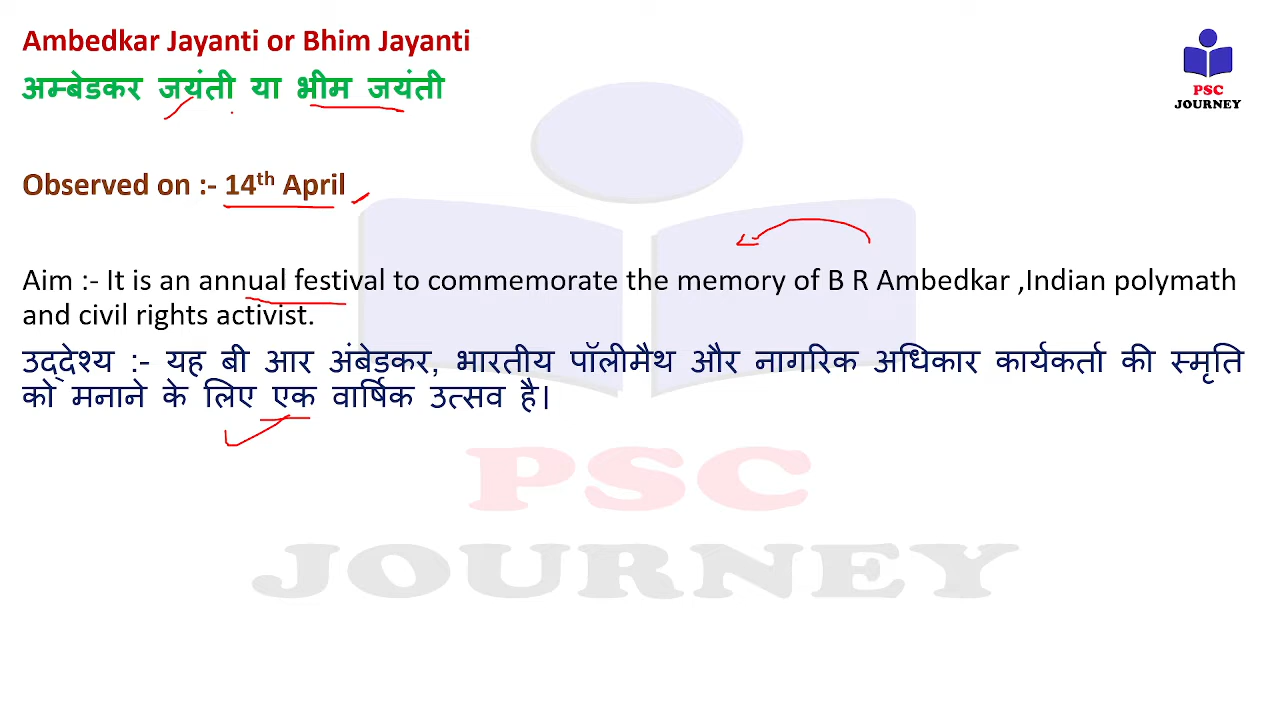 Ambedkar Jayanti or Bhim Jayanti
अम्बेडकर जयंती या भीम जयंती
PSC
JOURNEY
Observed on :- 14th April
Aim :- It is an annual festival to commemorate the memory of B R Ambedkar ,Indian polymath
and civil rights activist.
उद्देश्य :- यह बी आर अंबेडकर, भारतीय पॉलीमैथ और नागरिक अधिकार कार्यकर्ता की स्मृति
को मनाने के लिए एक वार्षिक उत्सव है।
PSC
JOURNEY